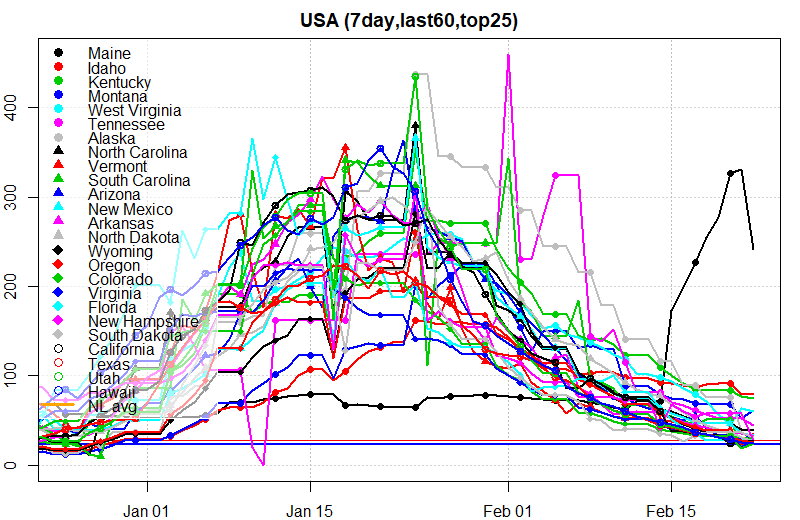 USA (7day,last60,top25)
400
300
200
100
0
Maine
Idaho
Kentucky
Montana
West Virginia
Tennessee
Alaska
North Carolina
Vermont
South Carolina
Arizona
New Mexico
Arkansas
North Dakota
Wyoming
Oregon
Colorado
Virginia
Florida
New Hampshire
South Dakota
California
Texas
Utah
Hawaii
NL avg
Jan 01 Jan 15 Feb 01 Feb 15